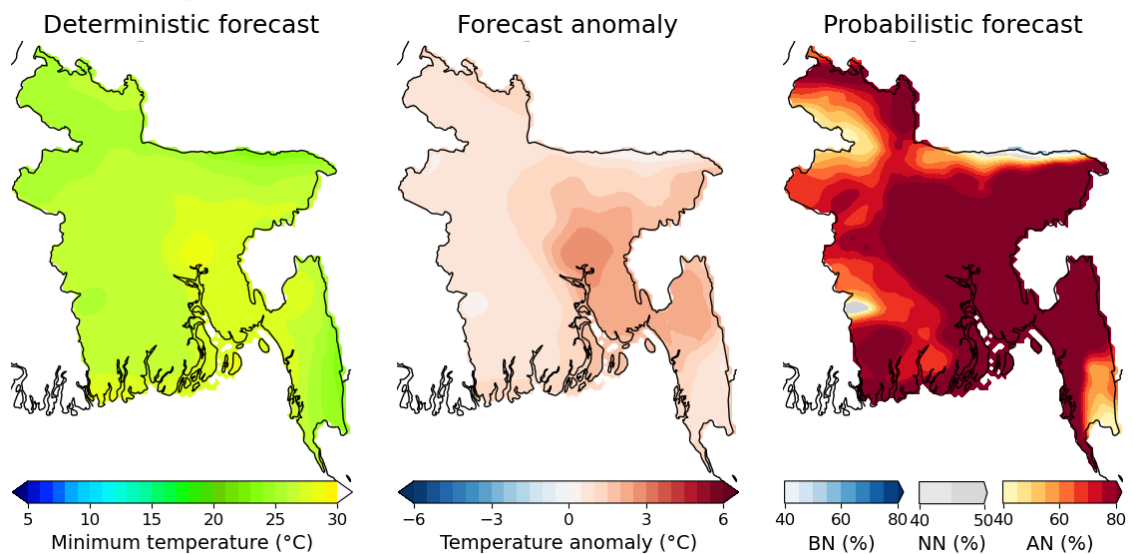 Deterministic forecast
Forecast anomaly
Probabilistic forecast
5 10 15 20 25 30
Minimum temperature (°C)
−6 −3 0 3 6
Temperature anomaly (°C)
40 60 80
BN (%)
40 50
NN (%)
40 60 80
AN (%)